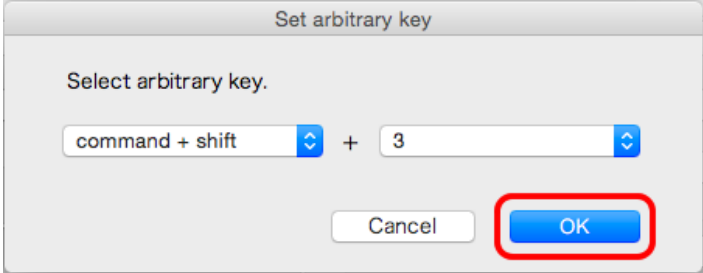 Set arbitrary key
Select arbitrary key.
command + shift + 3
Cancel OK